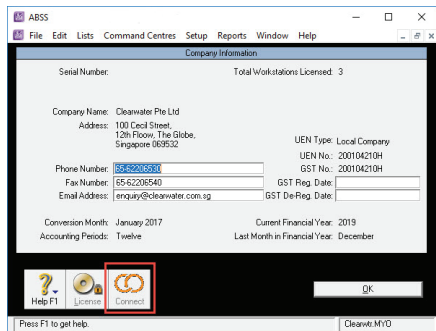 ABSS
File Edit Lists Command Centres Setup Reports Window Help
Company Information
Serial Number: Total Workstations Licensed: 3
Company Name: Clearwater Pte Ltd
Address: 100 Cecil Street,
12th Floow, The Globe,
Singapore 069532
UEN Type: Local Company
UEN No.: 200104210H
Phone Number: 65-62206530 GST No.: 200104210H
Fax Number: 65-62206540 GST Reg. Date:
Email Address: enquiry@clearwater.com.sg GST De-Reg. Date:
Conversion Month: January 2017 Current Financial Year: 2019
Accounting Periods: Twelve Last Month in Financial Year: December
Help F1 License Connect OK
Press F1 to get help. Clearwtr.MYO